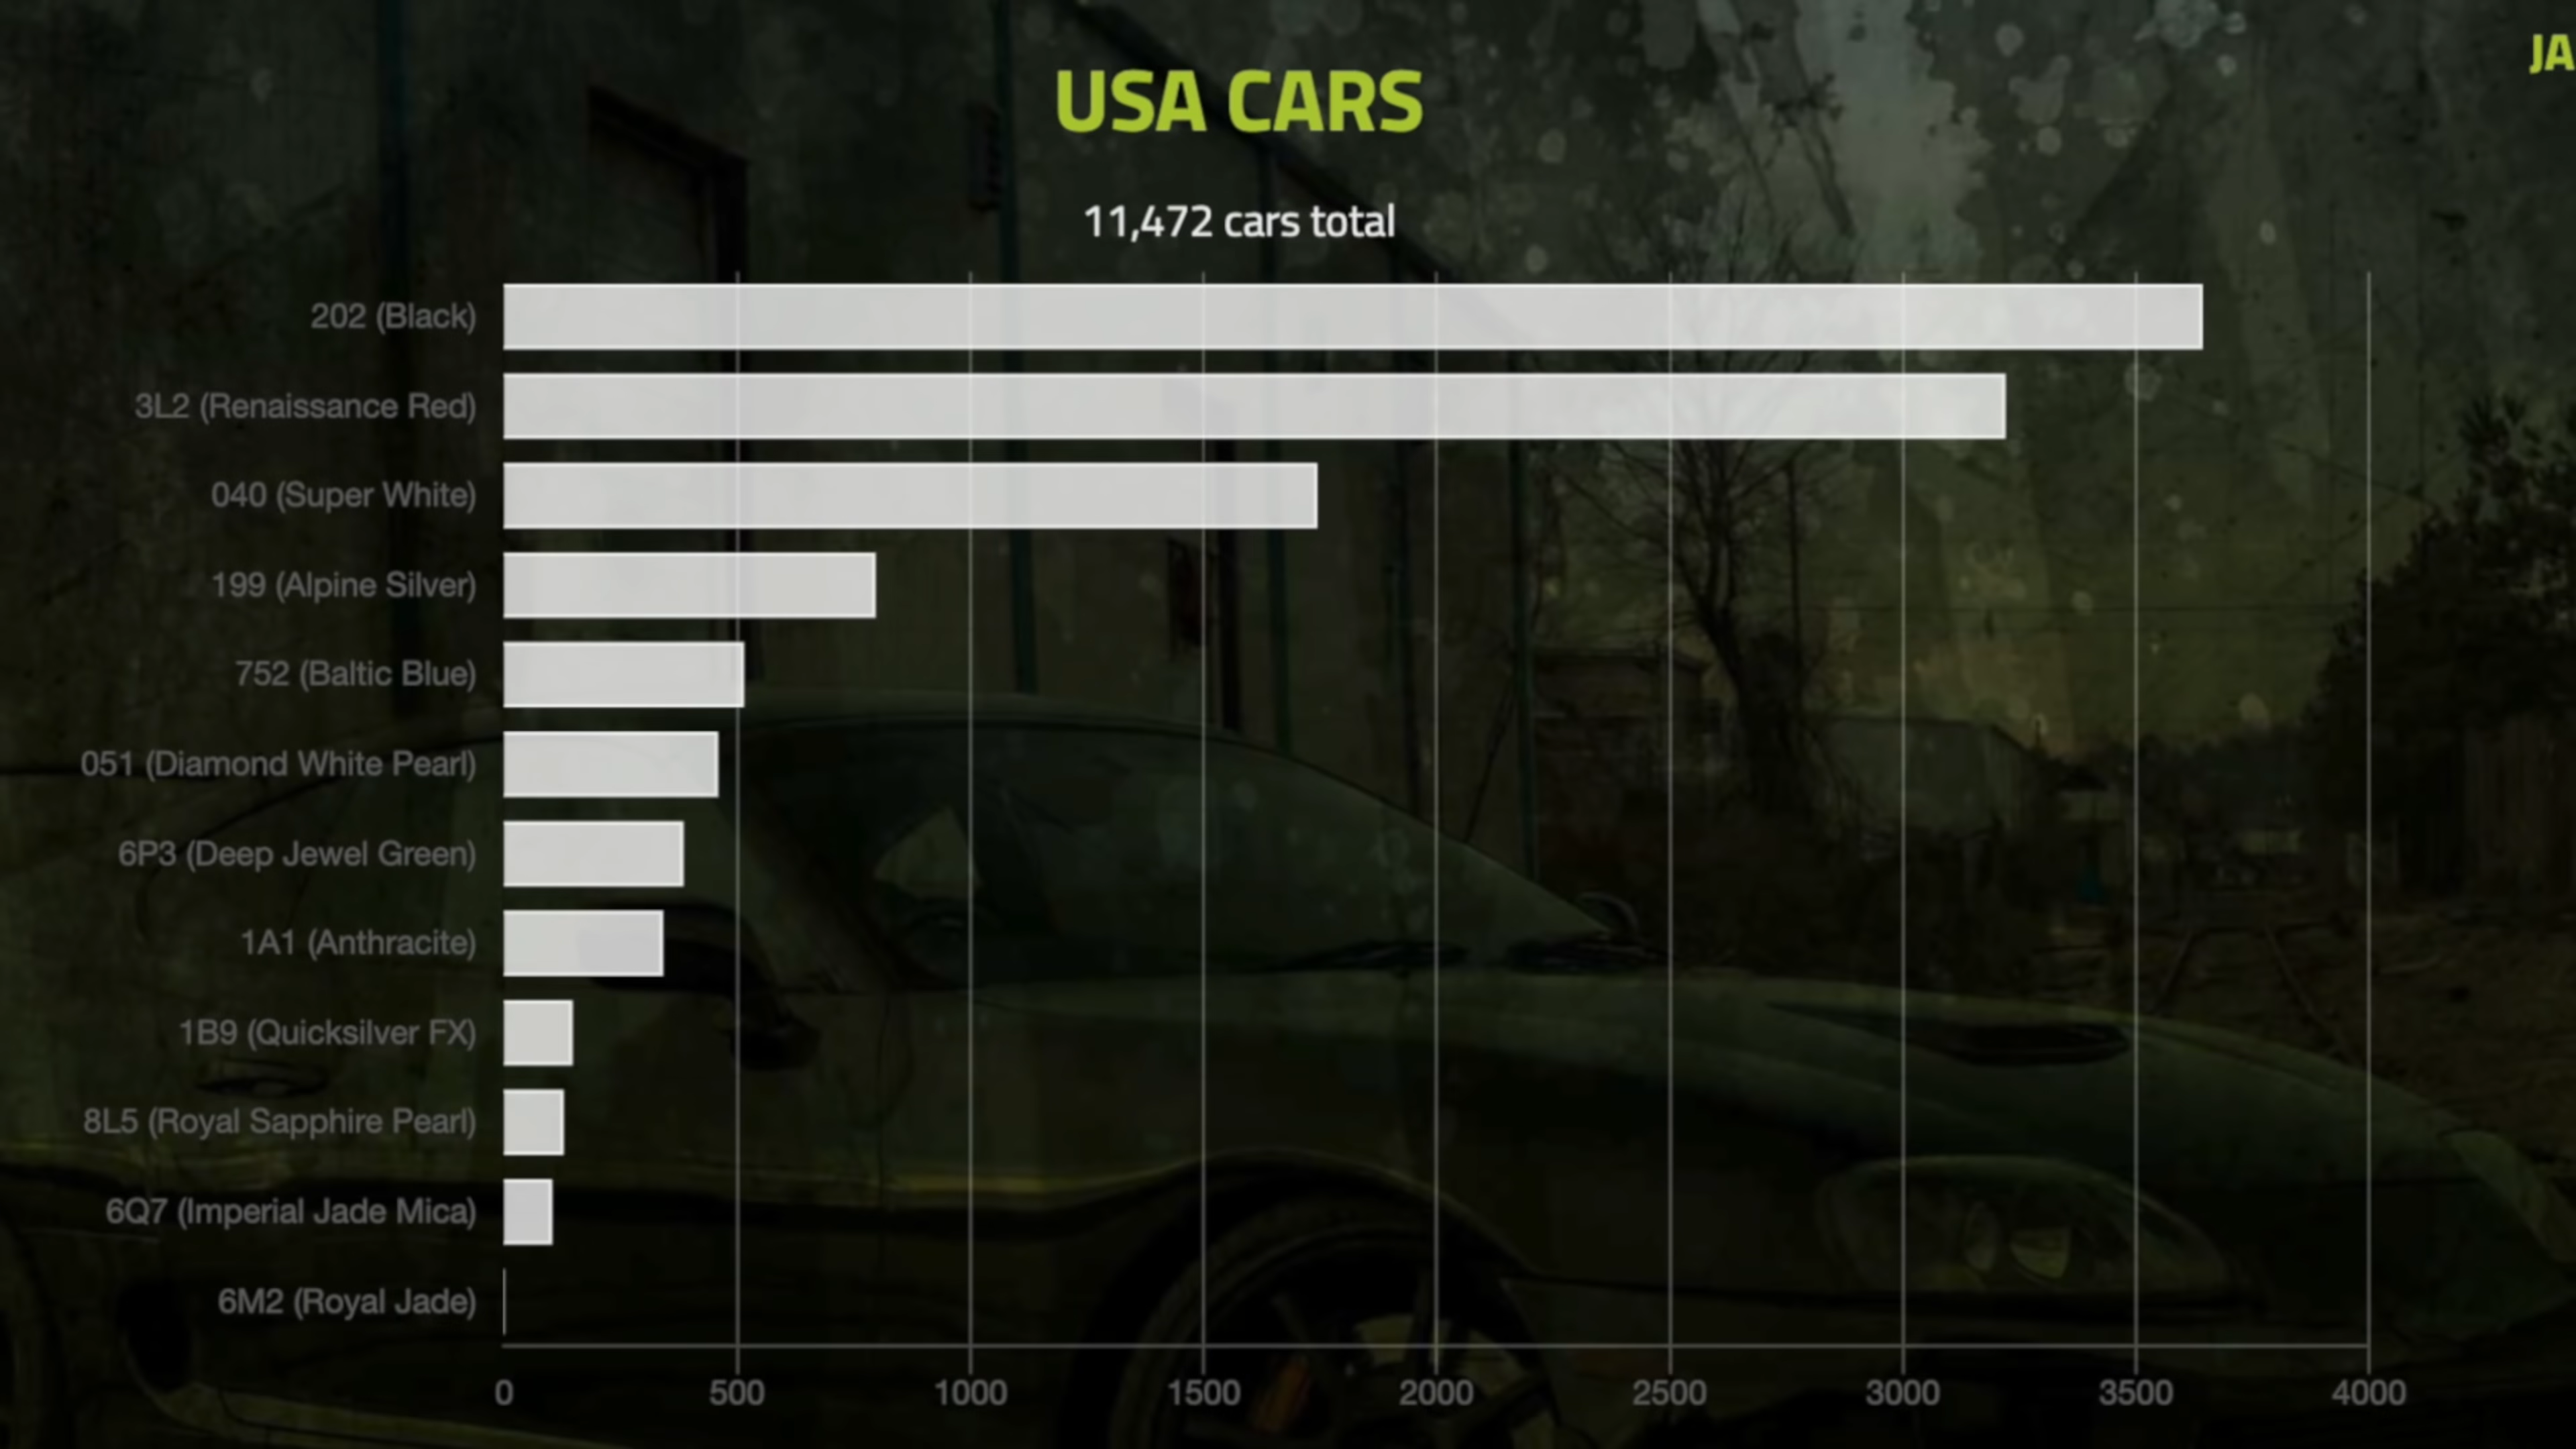 USA CARS
JA
11,472 cars total
202 (Black)
3L2 (Renaissance Red)
040 (Super White)
199 (Alpine Silver)
752 (Baltic Blue)
051 (Diamond White Pearl)
6P3 (Deep Jewel Green)
1A1 (Anthracite)
1B9 (Quicksilver FX)
8L5 (Royal Sapphire Pearl)
6Q7 (Imperial Jade Mica)
6M2 (Royal Jade)
0 500 1000 1500 2000 2500 3000 3500 4000